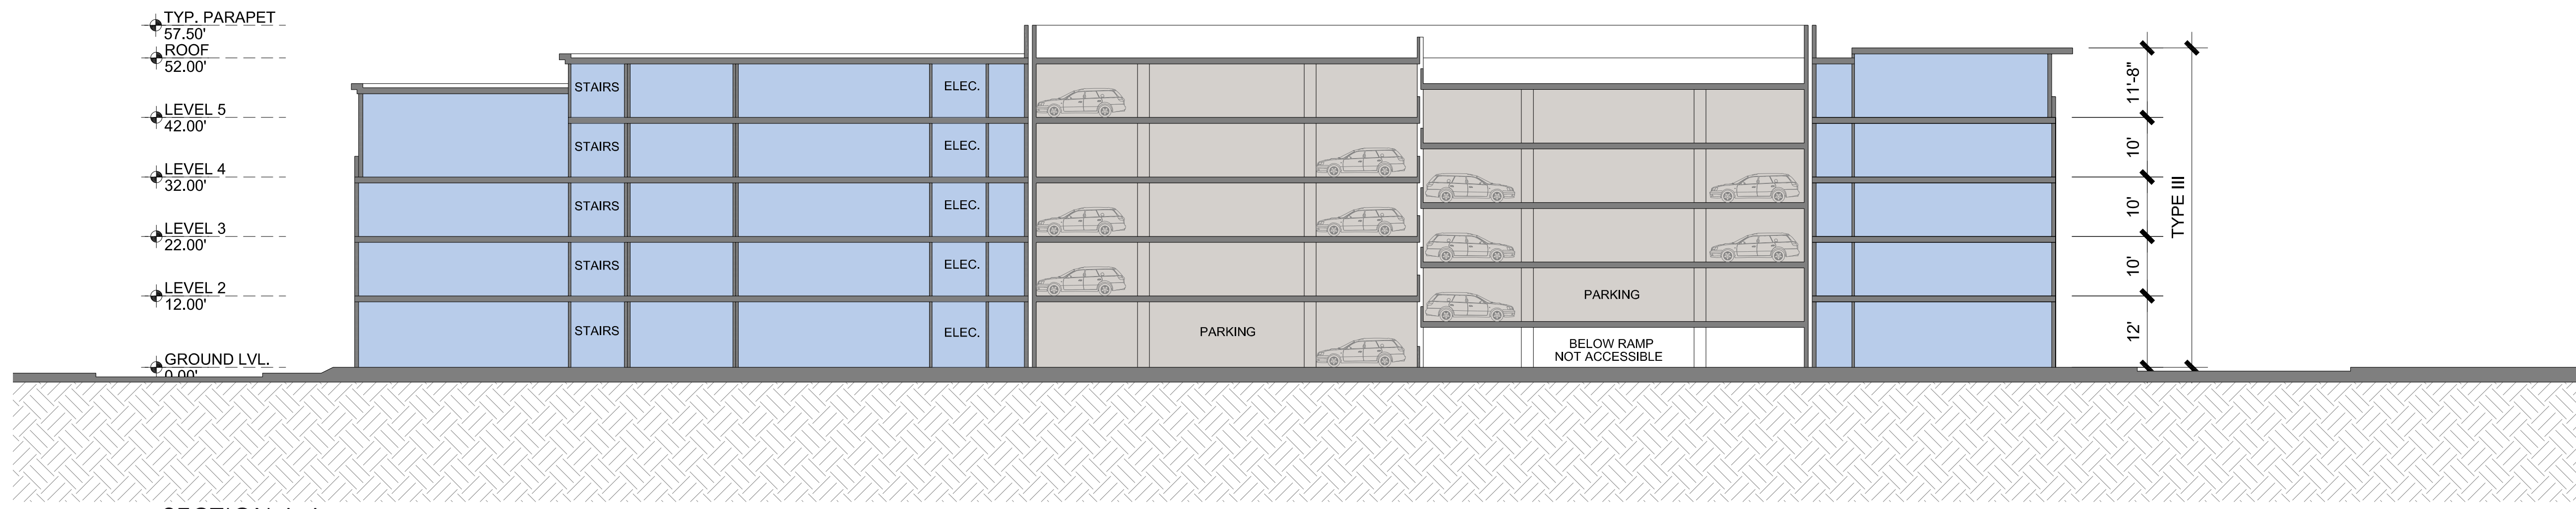 TYP. PARAPET
57.50'
ROOF
52.00'
LEVEL 5
42.00'
LEVEL 4
32.00'
LEVEL 3
22.00'
LEVEL 2
12.00'
GROUND LVL.
0.00'
STAIRS
STAIRS
STAIRS
STAIRS
STAIRS
ELEC.
ELEC.
ELEC.
ELEC.
ELEC.
PARKING
PARKING
BELOW RAMP
NOT ACCESSIBLE
11'-8"
10'
10'
10'
12'
TYPE III